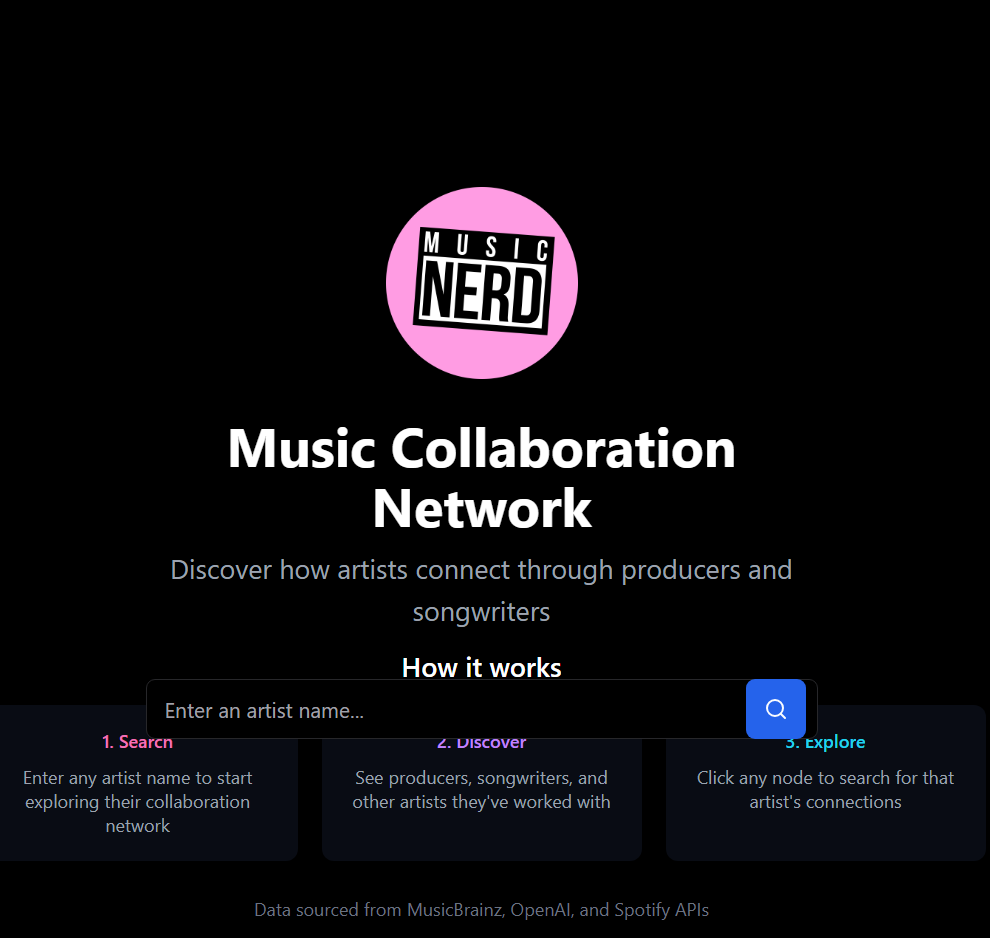 MUSIC
NERD
Music Collaboration
Network
Discover how artists connect through producers and
songwriters
How it works
Enter an artist name...
1. Search
Enter any artist name to start
exploring their collaboration
network
2. Discover
See producers, songwriters, and
other artists they've worked with
3. Explore
Click any node to search for that
artist's connections
Data sourced from MusicBrainz, OpenAI, and Spotify APIs